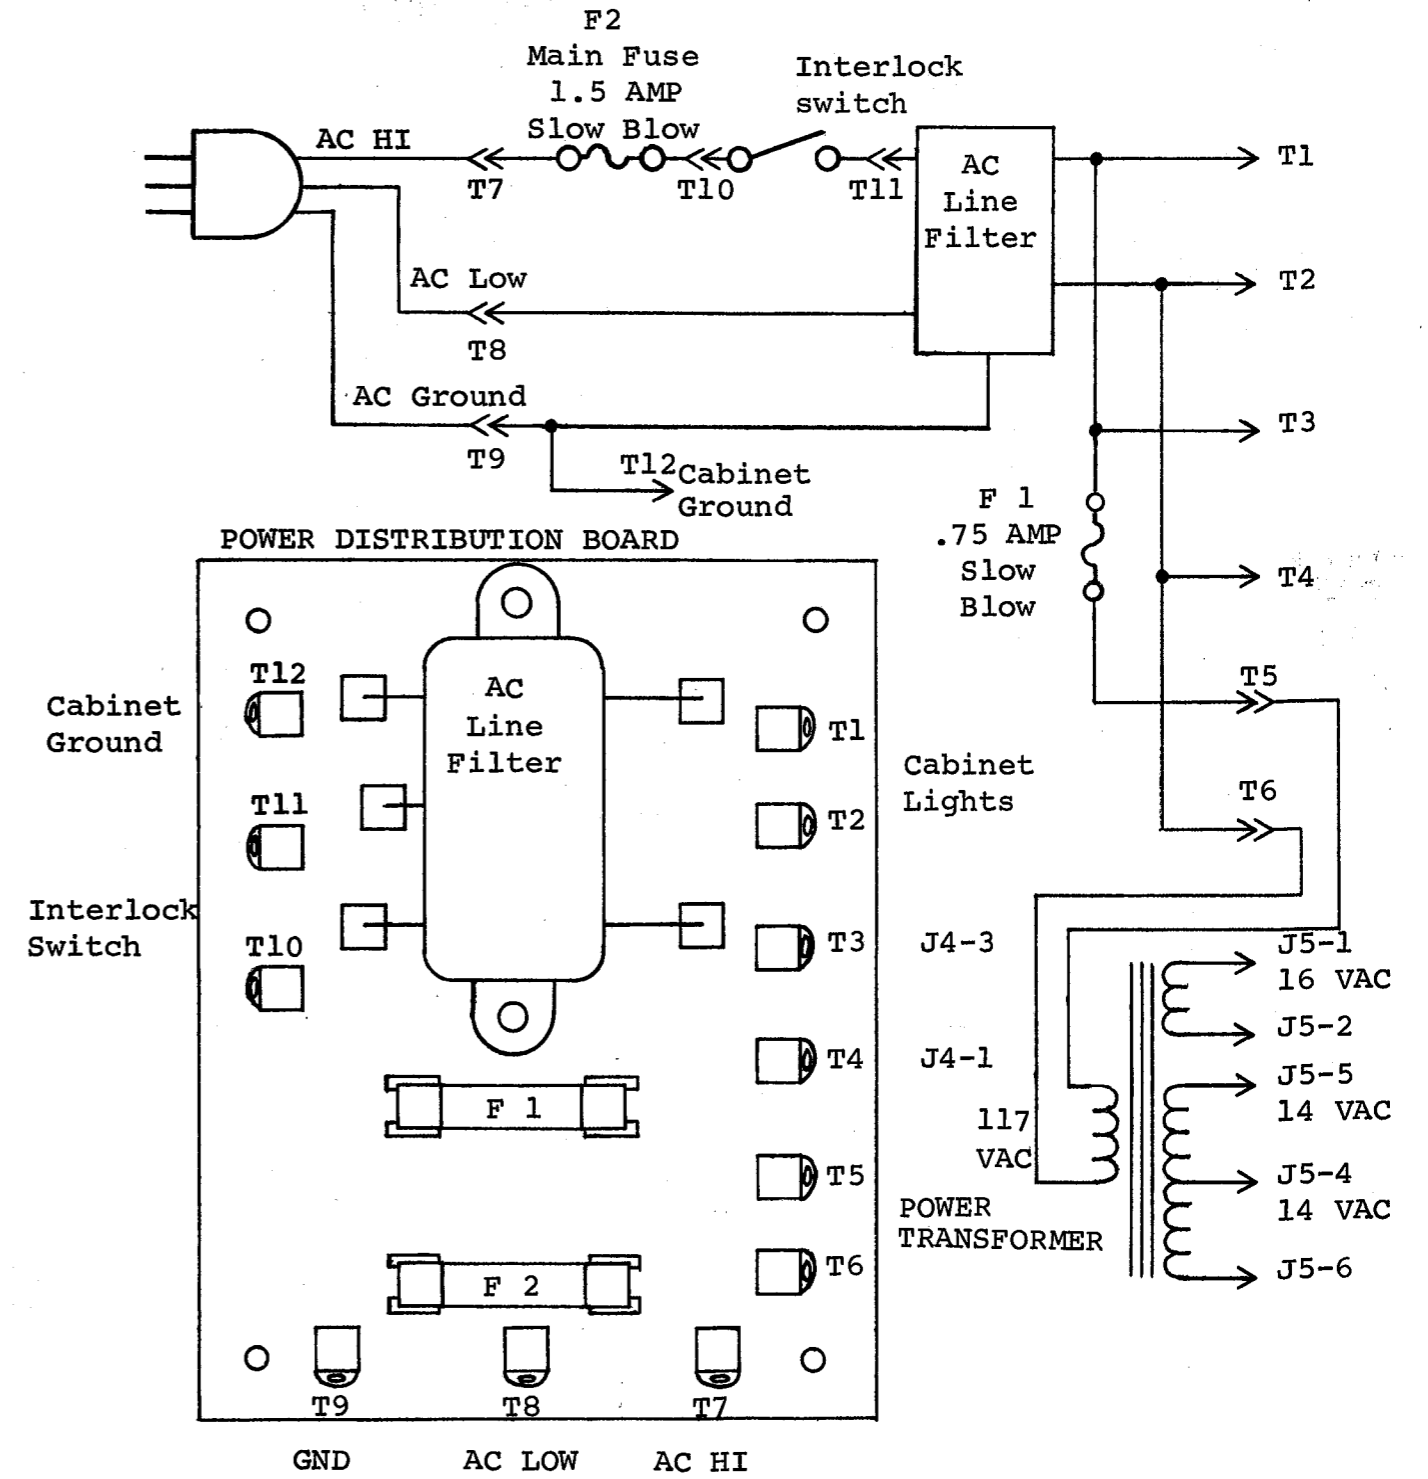 F2
Main Fuse
1.5 AMP
Slow Blow
Interlock
switch
AC HI
T7
T10
T11
AC
Line
Filter
T1
AC Low
T8
T2
AC Ground
T9
T12
Cabinet
Ground
T3
F 1
.75 AMP
Slow
Blow
T4
T5
T6
POWER DISTRIBUTION BOARD
T12
Cabinet
Ground
AC
Line
Filter
T1
Cabinet
Lights
T11
T2
Interlock
Switch
T10
T3
J4-3
T4
J4-1
F 1
T5
F 2
T6
T9
T8
T7
GND
AC LOW
AC HI
117
VAC
POWER
TRANSFORMER
J5-1
16 VAC
J5-2
J5-5
14 VAC
J5-4
14 VAC
J5-6